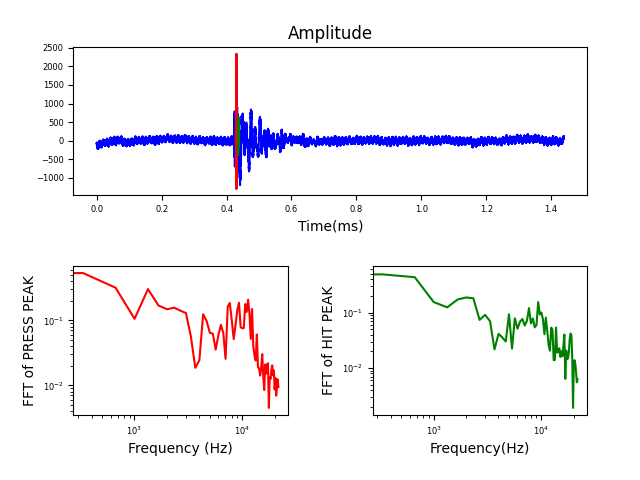 Amplitude
2500
2000
1500
1000
500
0
−500
−1000
0.0 0.2 0.4 0.6 0.8 1.0 1.2 1.4
Time(ms)
FFT of PRESS PEAK
10⁻¹
10⁻²
10³ 10⁴
Frequency (Hz)
FFT of HIT PEAK
10⁻¹
10⁻²
10³ 10⁴
Frequency(Hz)